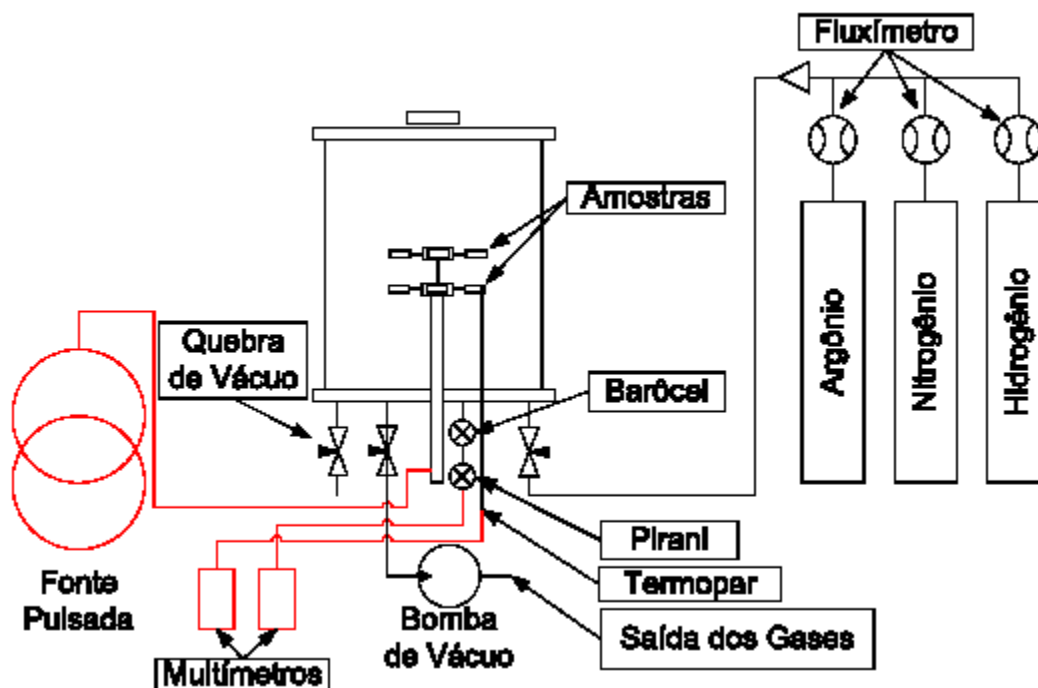 Fluxímetro
Amostras
Argônio
Nitrogênio
Hidrogênio
Quebra
de Vácuo
Barôcel
Pirani
Termopar
Saída dos Gases
Fonte
Pulsada
Bomba
de Vácuo
Multímetros